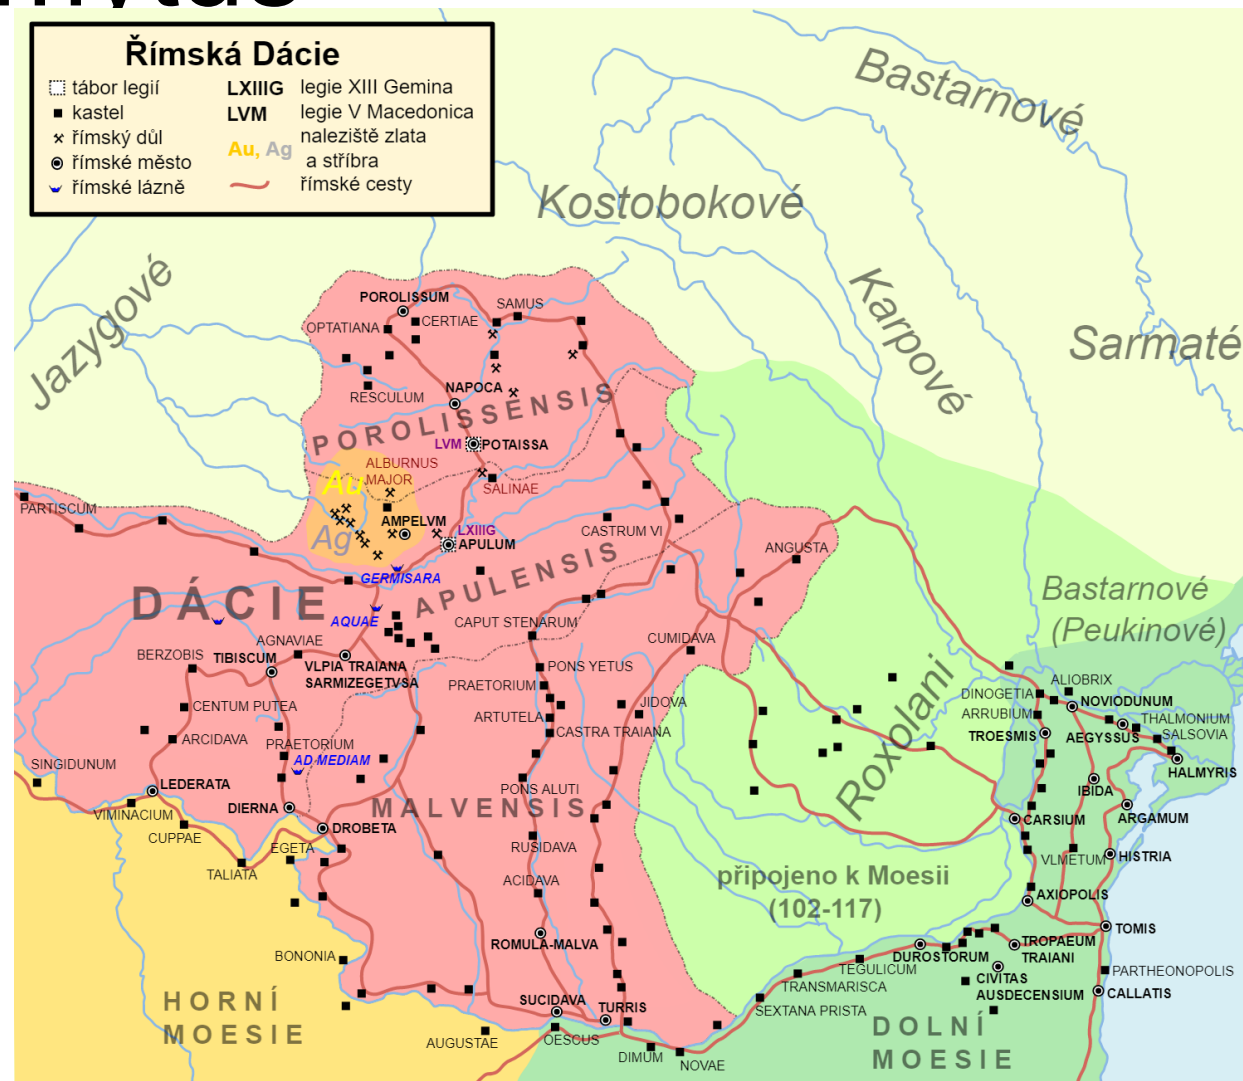 Římská Dácie
tábor legií
kastel
římský důl
římské město
římské lázně
LXIIIG legie XIII Gemina
LVM legie V Macedonica
Au, Ag naleziště zlata
a stříbra
římské cesty
Bastarnové
Kostobokové
Jazygové
Karpové
Sarmaté
POROLISSUM
SAMUS
OPTATIANA
CERTIAE
NAPOCA
RESCULUM
POROLISSENSIS
LVM
POTAISSA
ALBURNUS
MAJOR
Au
SALINAE
PARTISCUM
AMPELVM
Ag
LXIIIG
APULUM
CASTRUM VI
ANGUSTA
GERMISARA
APULENSIS
DÁCIE
AQUAE
Bastarnové
(Peukinové)
CAPUT STENARUM
CUMIDAVA
AGNAVIAE
BERZOBIS
TIBISCUM
VLPIA TRAIANA
SARMIZEGETVSA
PONS YETUS
PRAETORIUM
JIDOVA
ARTUTELA
CASTRA TRAIANA
Roxolani
ALIOBRIX
DINOGETIA
NOVIODUNUM
ARRUBIUM
THALMONIUM
TROESMIS
AEGYSSUS
SALSOVIA
HALMYRIS
CENTUM PUTEA
ARCIDAVA
PRAETORIUM
AD MEDIAM
SINGIDUNUM
LEDERATA
PONS ALUTI
IBIDA
VIMINACIUM
DIERNA
MALVENSIS
ARGAMUM
CARSIUM
CUPPAE
DROBETA
EGETA
RUSIDAVA
VLMETUM
HISTRIA
TALIATA
připojeno k Moesii
(102-117)
ACIDAVA
AXIOPOLIS
TOMIS
ROMULA-MALVA
DUROSTORUM
TROPAEUM
TRAIANI
BONONIA
TEGULICUM
TRANSMARISCA
CIVITAS
AUSDECENSIUM
PARTHEONOPOLIS
CALLATIS
HORNÍ
MOESIE
SUCIDAVA
TURRIS
SEXTANA PRISTA
DOLNÍ
MOESIE
AUGUSTAE
OESCUS
DIMUM
NOVAE